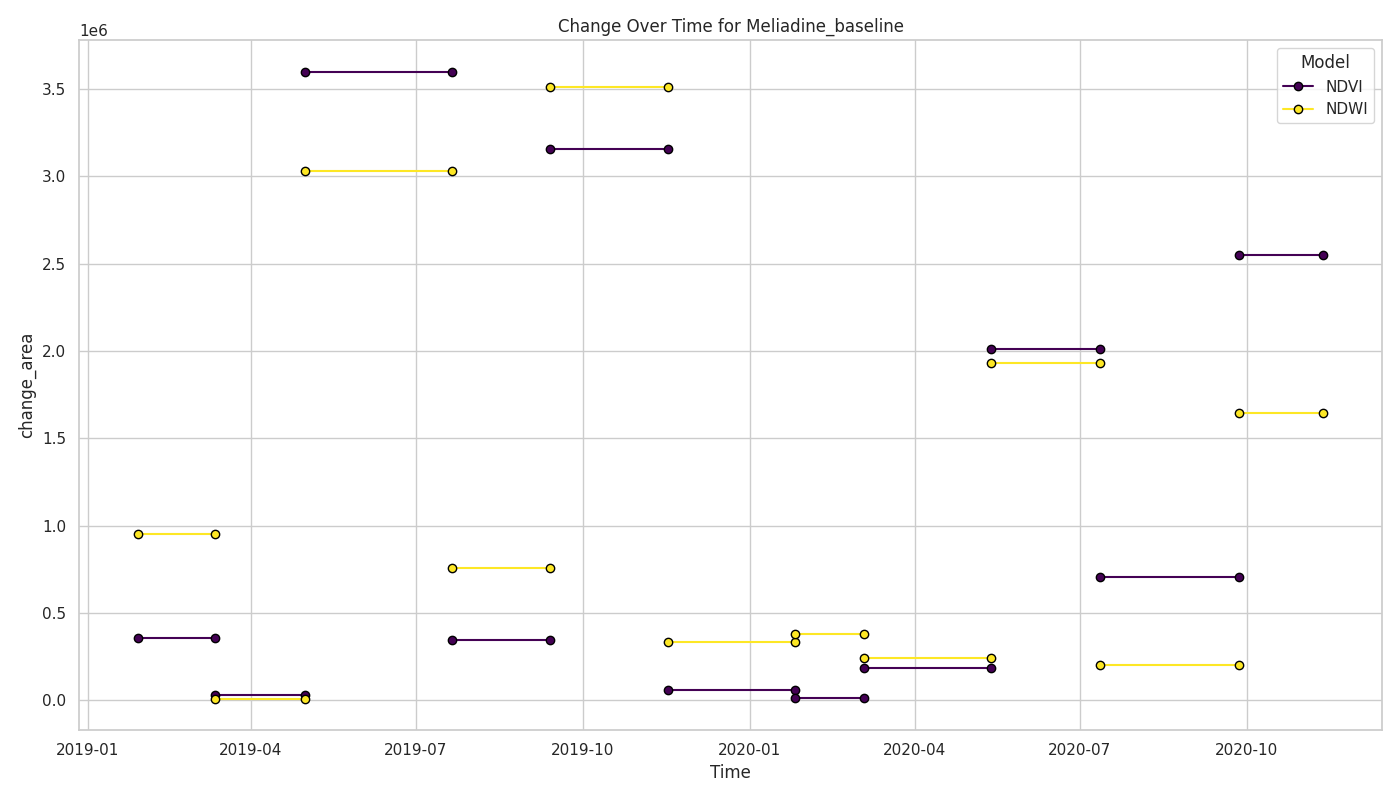 Change Over Time for Meliadine_baseline
1e6
Model
NDVI
NDWI
3.5
3.0
2.5
2.0
1.5
1.0
0.5
0.0
change_area
2019-01 2019-04 2019-07 2019-10 2020-01 2020-04 2020-07 2020-10
Time